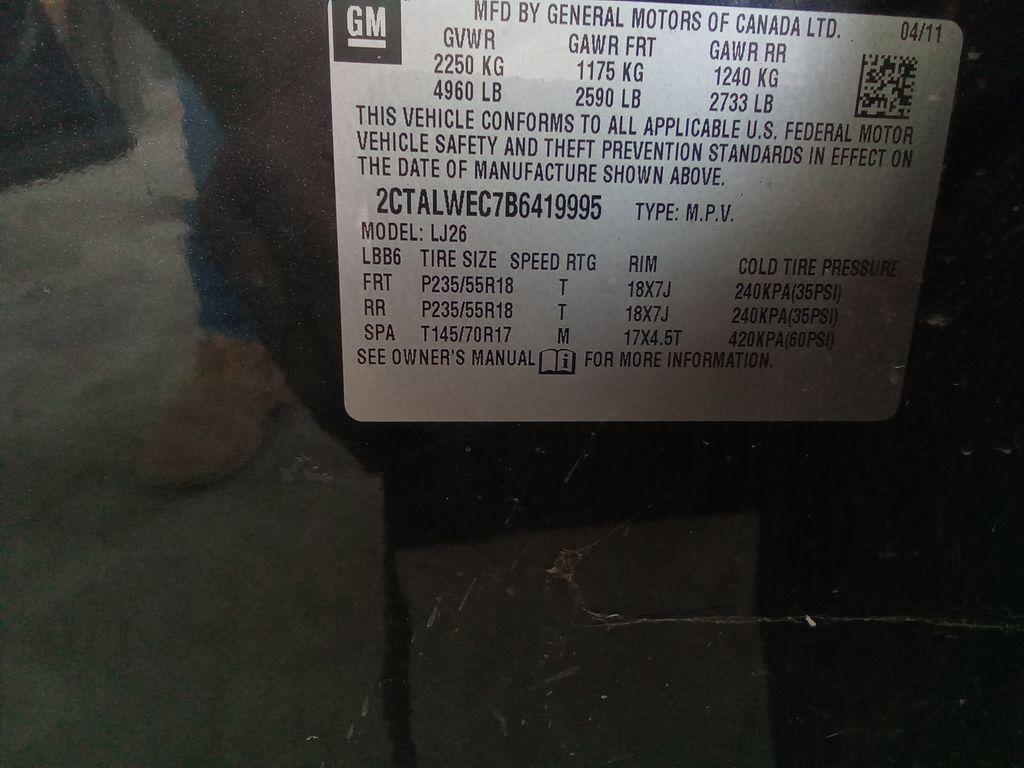 GM MFD BY GENERAL MOTORS OF CANADA LTD. 04/11
GVWR GAWR FRT GAWR RR
2250 KG 1175 KG 1240 KG
4960 LB 2590 LB 2733 LB
THIS VEHICLE CONFORMS TO ALL APPLICABLE U.S. FEDERAL MOTOR
VEHICLE SAFETY AND THEFT PREVENTION STANDARDS IN EFFECT ON
THE DATE OF MANUFACTURE SHOWN ABOVE.
2CTALWEC7B6419995 TYPE: M.P.V.
MODEL: LJ26
LBB6 TIRE SIZE SPEED RTG RIM COLD TIRE PRESSURE
FRT P235/55R18 T 18X7J 240KPA(35PSI)
RR P235/55R18 T 18X7J 240KPA(35PSI)
SPA T145/70R17 M 17X4.5T 420KPA(60PSI)
SEE OWNER'S MANUAL i FOR MORE INFORMATION.